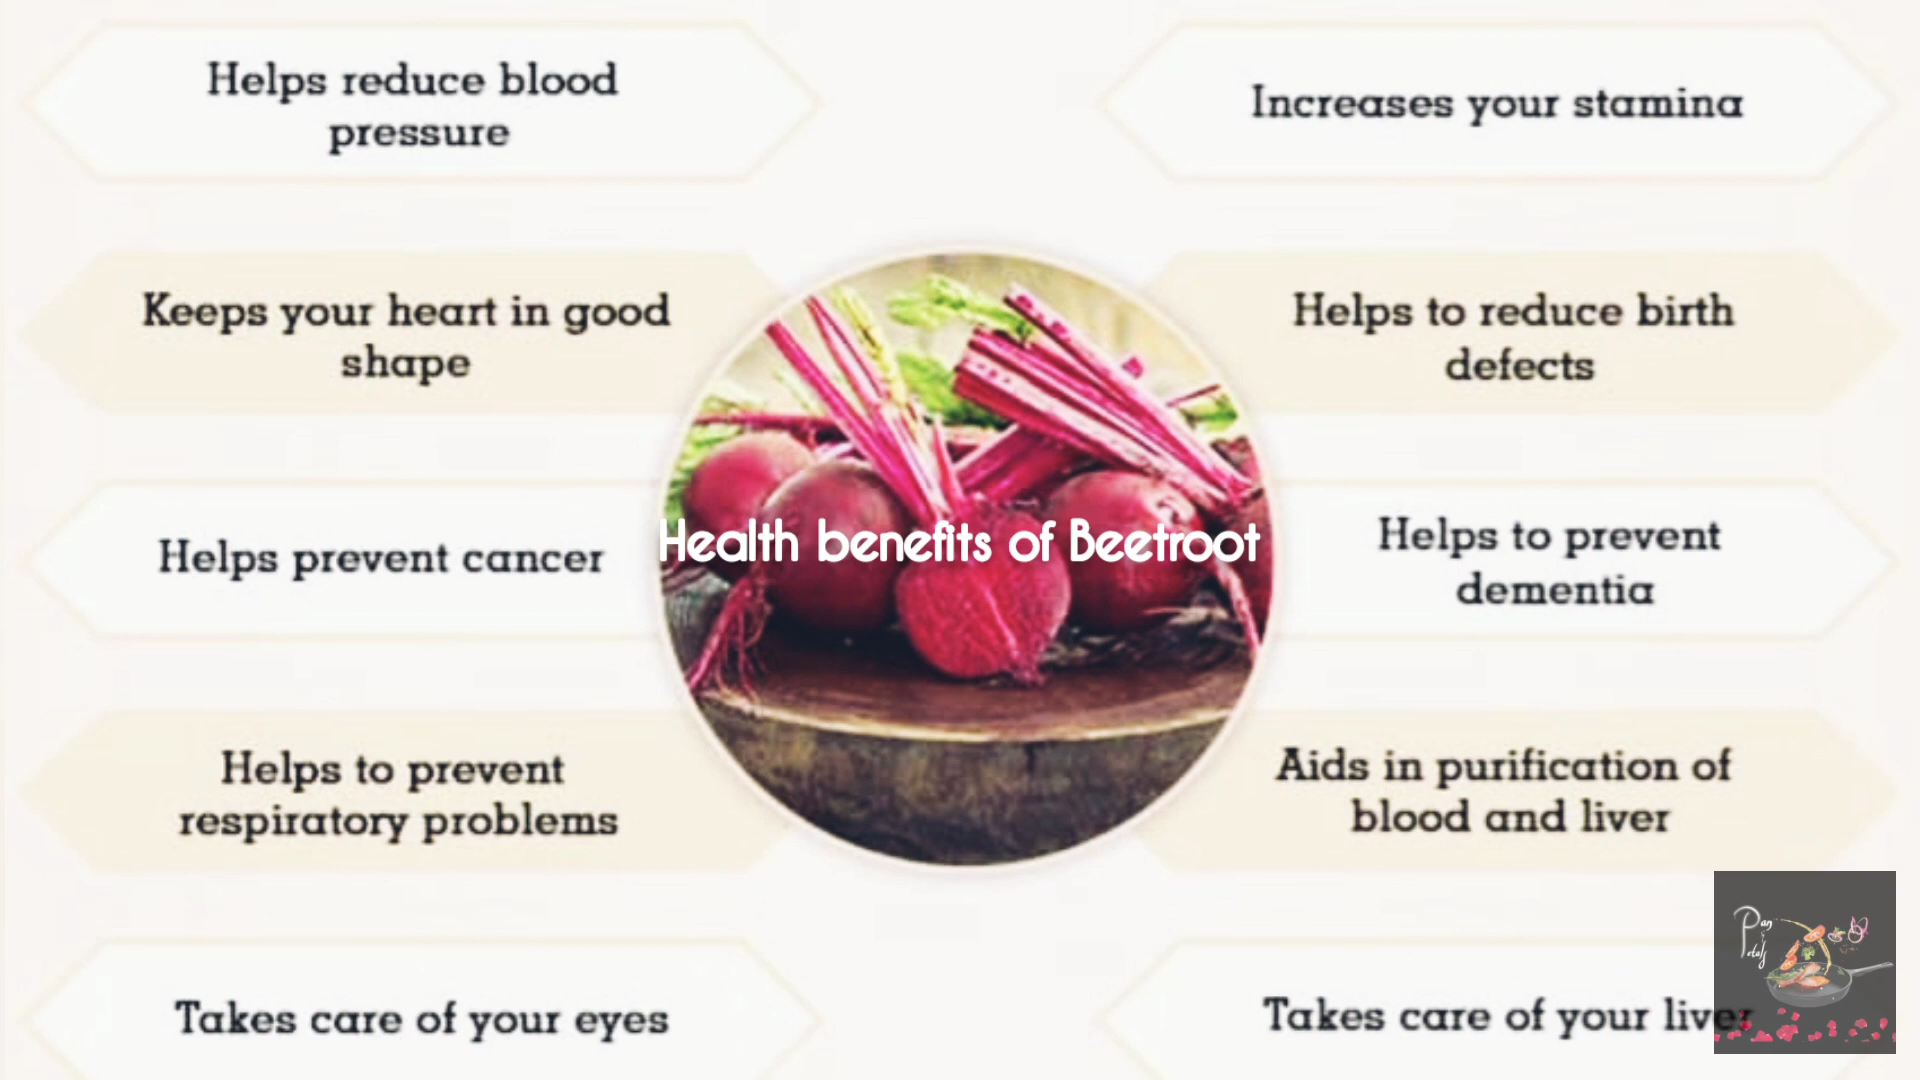 Helps reduce blood
pressure
Increases your stamina
Keeps your heart in good
shape
Helps to reduce birth
defects
Health benefits of Beetroot
Helps prevent cancer
Helps to prevent
dementia
Helps to prevent
respiratory problems
Aids in purification of
blood and liver
Takes care of your eyes
Takes care of your liver
Pan
Petals